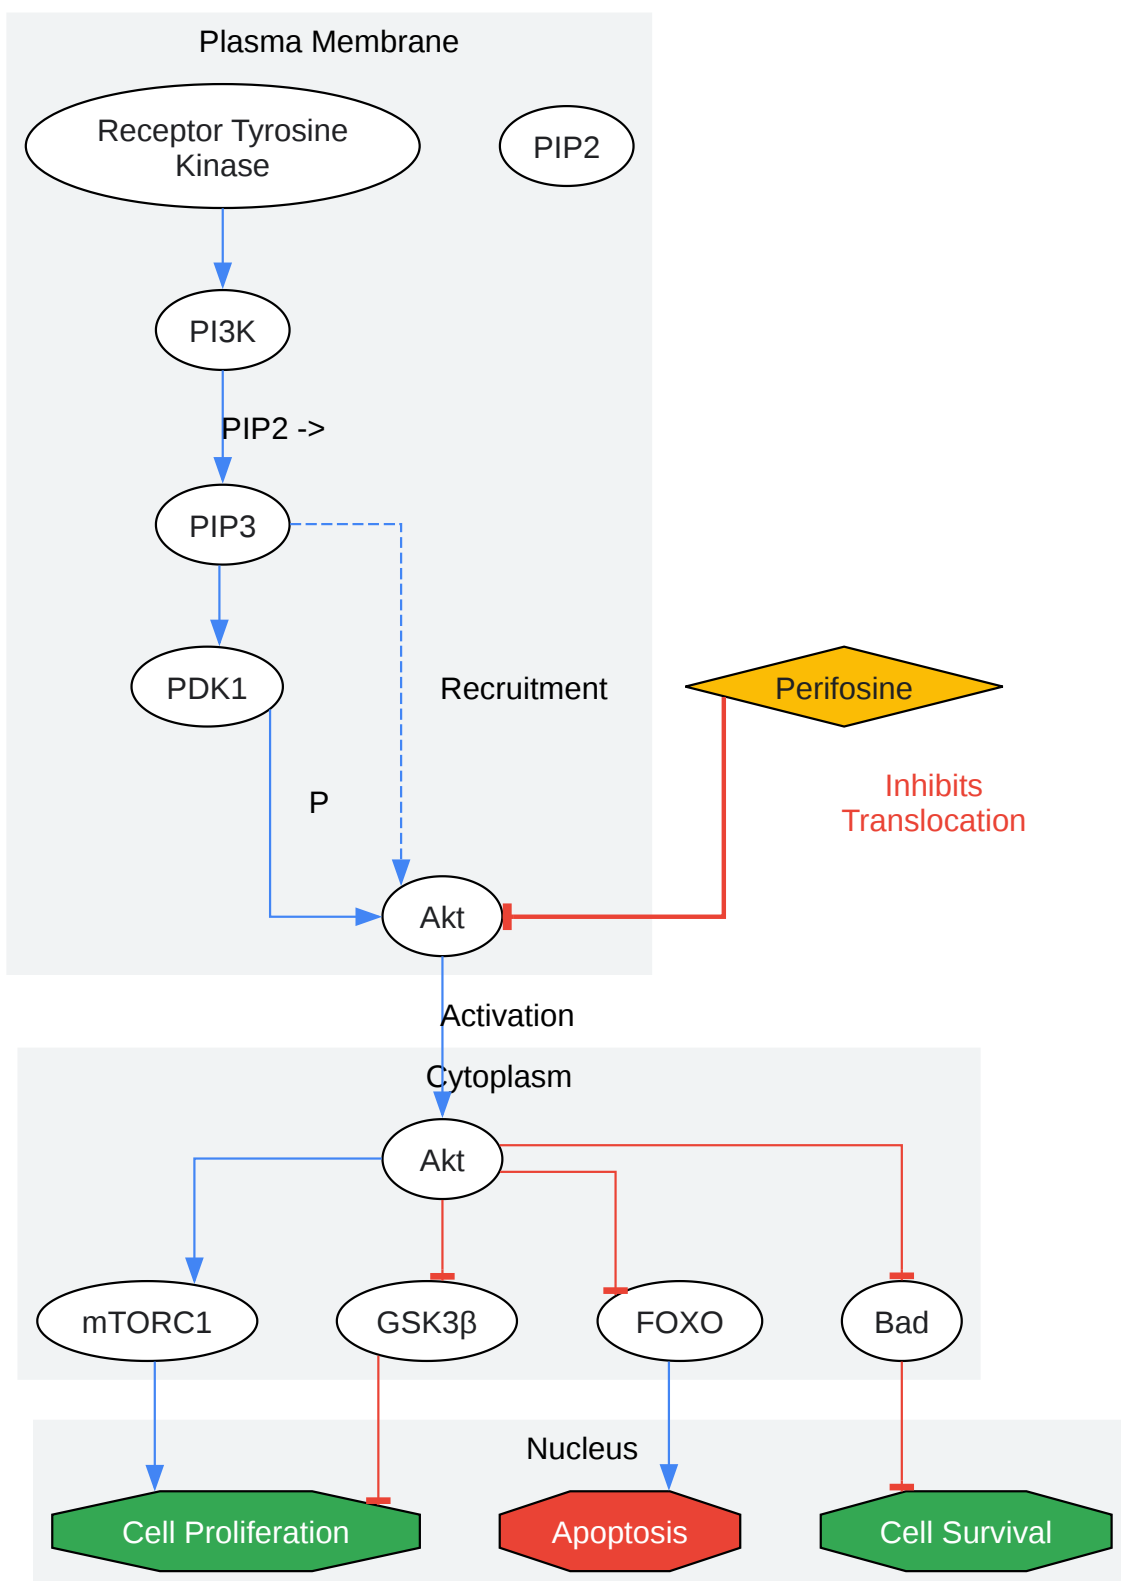 Plasma Membrane
Receptor Tyrosine
Kinase
PIP2
PI3K
PIP2 ->
PIP3
PDK1
Recruitment
Perifosine
Inhibits
Translocation
P
Akt
Activation
Cytoplasm
Akt
mTORC1
GSK3β
FOXO
Bad
Nucleus
Cell Proliferation
Apoptosis
Cell Survival